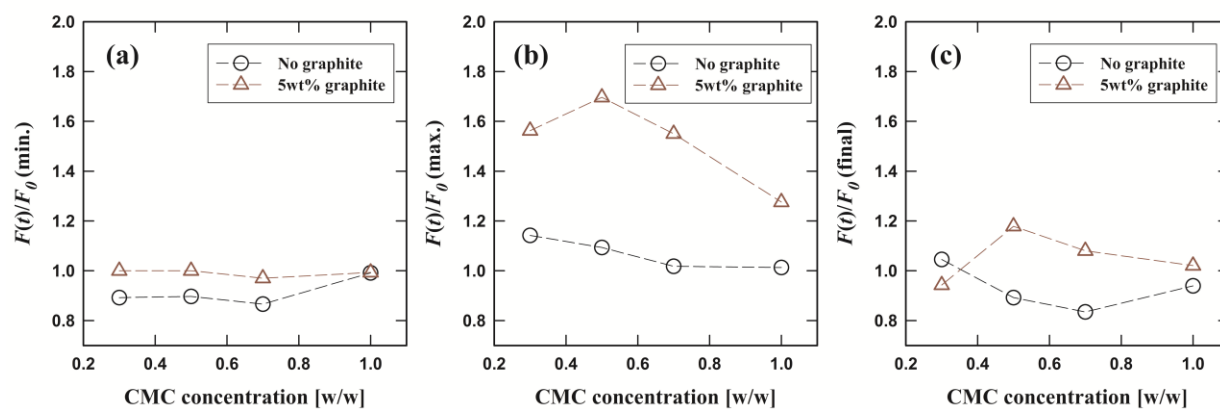 (a)
No graphite
5wt% graphite
F(t)/F0 (min.)
2.0
1.8
1.6
1.4
1.2
1.0
0.8
0.2 0.4 0.6 0.8 1.0
CMC concentration [w/w]
(b)
No graphite
5wt% graphite
F(t)/F0 (max.)
2.0
1.8
1.6
1.4
1.2
1.0
0.8
0.2 0.4 0.6 0.8 1.0
CMC concentration [w/w]
(c)
No graphite
5wt% graphite
F(t)/F0 (final)
2.0
1.8
1.6
1.4
1.2
1.0
0.8
0.2 0.4 0.6 0.8 1.0
CMC concentration [w/w]